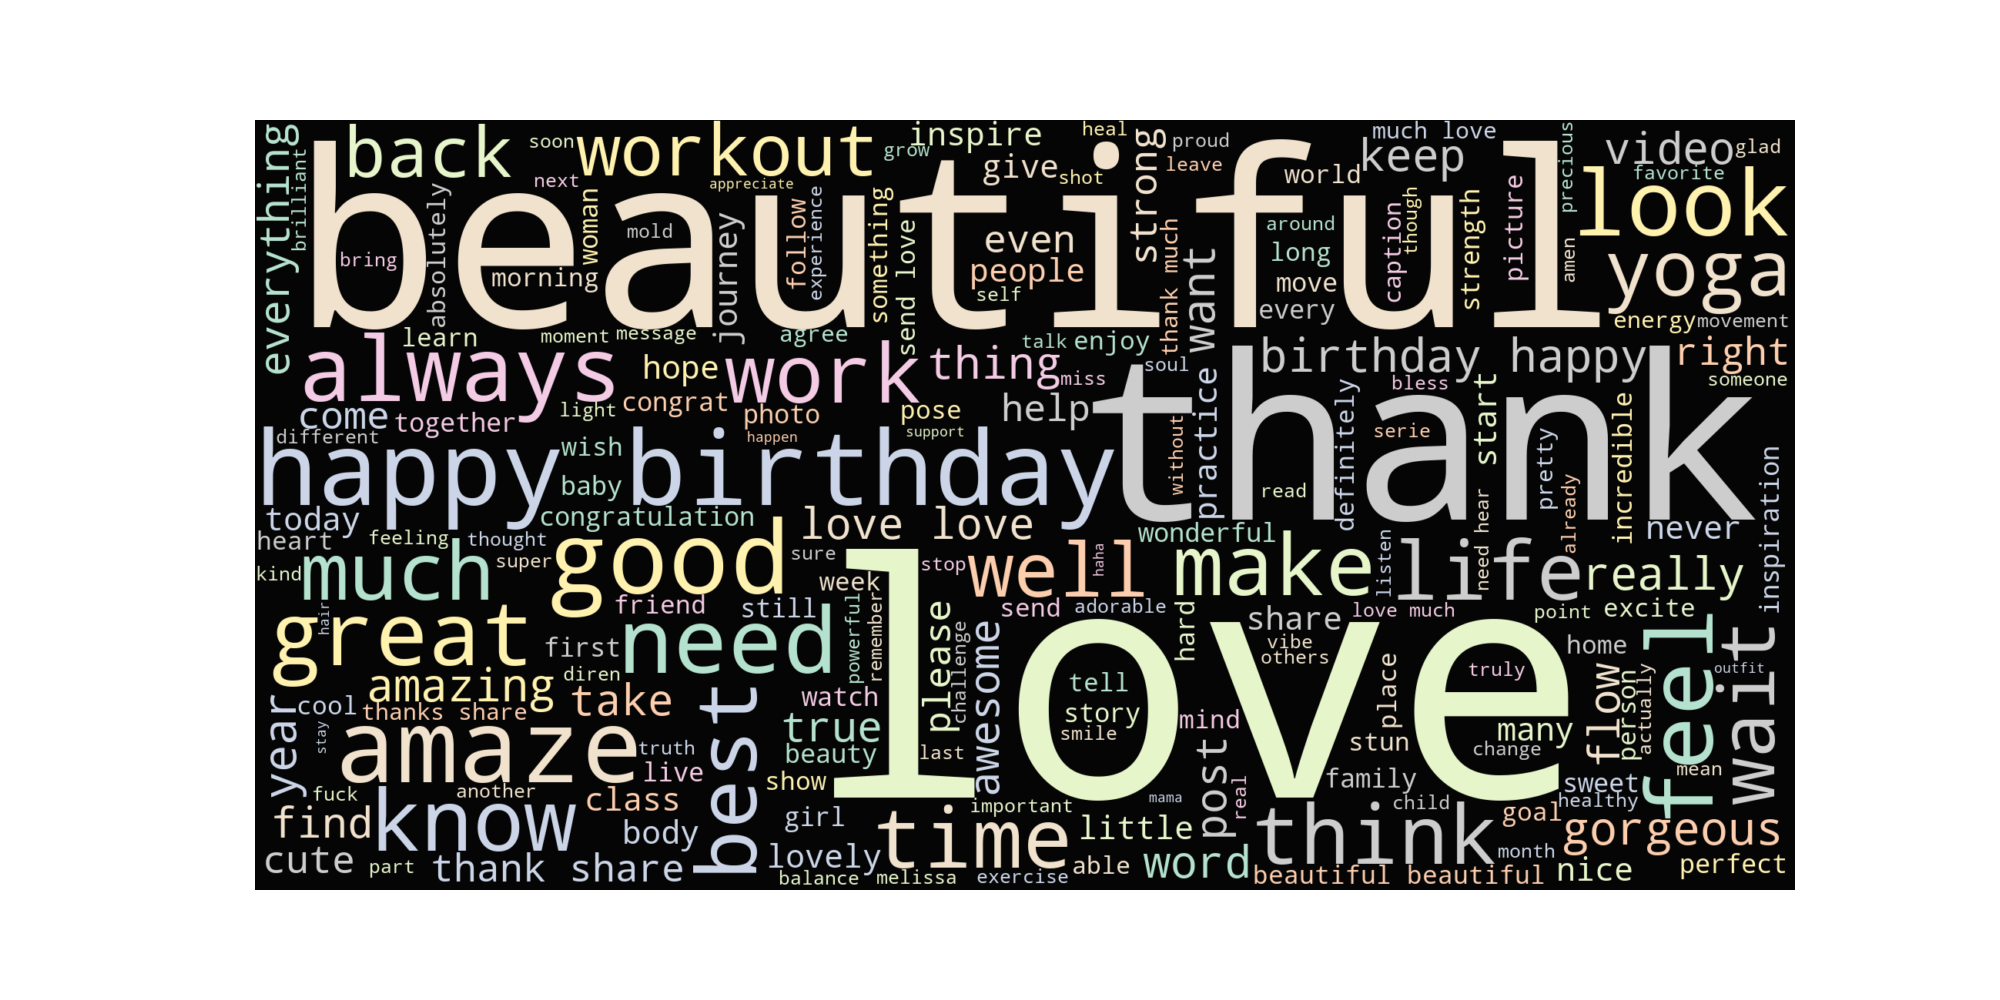 everything
brilliant
back
soon
workout
grow
inspire
heal
strong
proud
much love
precious
video
glad
next
appreciate
give
shot
leave
world
keep
favorite
look
beautiful
absolutely
woman
mold
journey
follow
experience
something
send love
even
people
self
thank much
want
around
long
move
every
caption
though
strength
picture
amen
yoga
bring
morning
energy
movement
learn
moment
message
agree
talk
enjoy
soul
birthday happy
right
always
hope
work
thing
miss
bless
someone
come
together
light
congrat
photo
pose
help
practice
definitely
start
incredible
thank
different
happen
support
without
serie
happy birthday
wish
baby
read
need hear
pretty
already
inspiration
today
congratulation
love love
wonderful
never
heart
feeling
thought
super
good
sure
stop
well
haha
make
listen
life
really
kind
much
week
friend
still
send
adorable
hard
share
love much
point
excite
hair
great
first
need
powerful
remember
please
challenge
awesome
love
vibe
others
home
feel
wait
outfit
diren
amazing
take
watch
tell
truly
place
flow
person
actually
year
cool
thanks share
best
true
story
mind
many
stay
amaze
truth
beauty
last
smile
stun
change
live
show
post
real
family
sweet
mean
fuck
another
class
important
mama
child
goal
healthy
find
know
body
girl
time
little
think
gorgeous
cute
part
thank share
lovely
able
word
month
nice
perfect
balance
melissa
exercise
beautiful beautiful